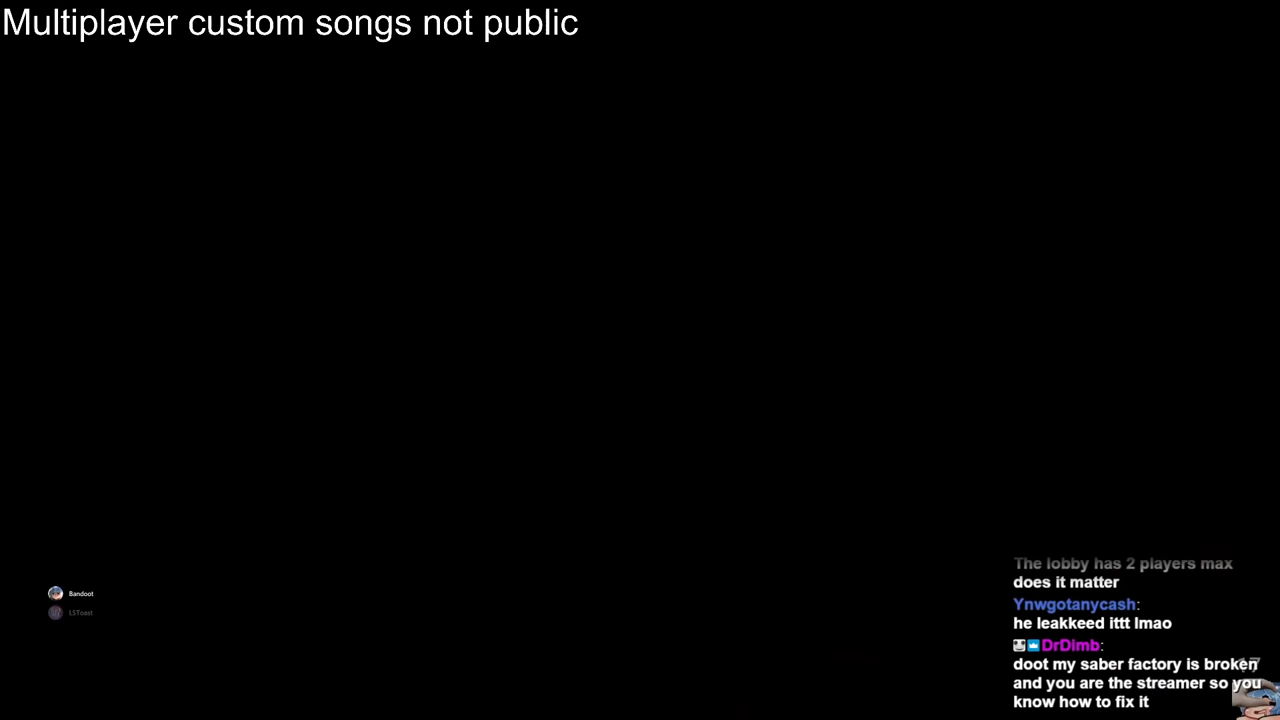 Multiplayer custom songs not public
Bandoot
LSToast
The lobby has 2 players max
does it matter
Ynwgotanycash:
he leakkeed ittt lmao
DrDimb:
doot my saber factory is broken
and you are the streamer so you
know how to fix it